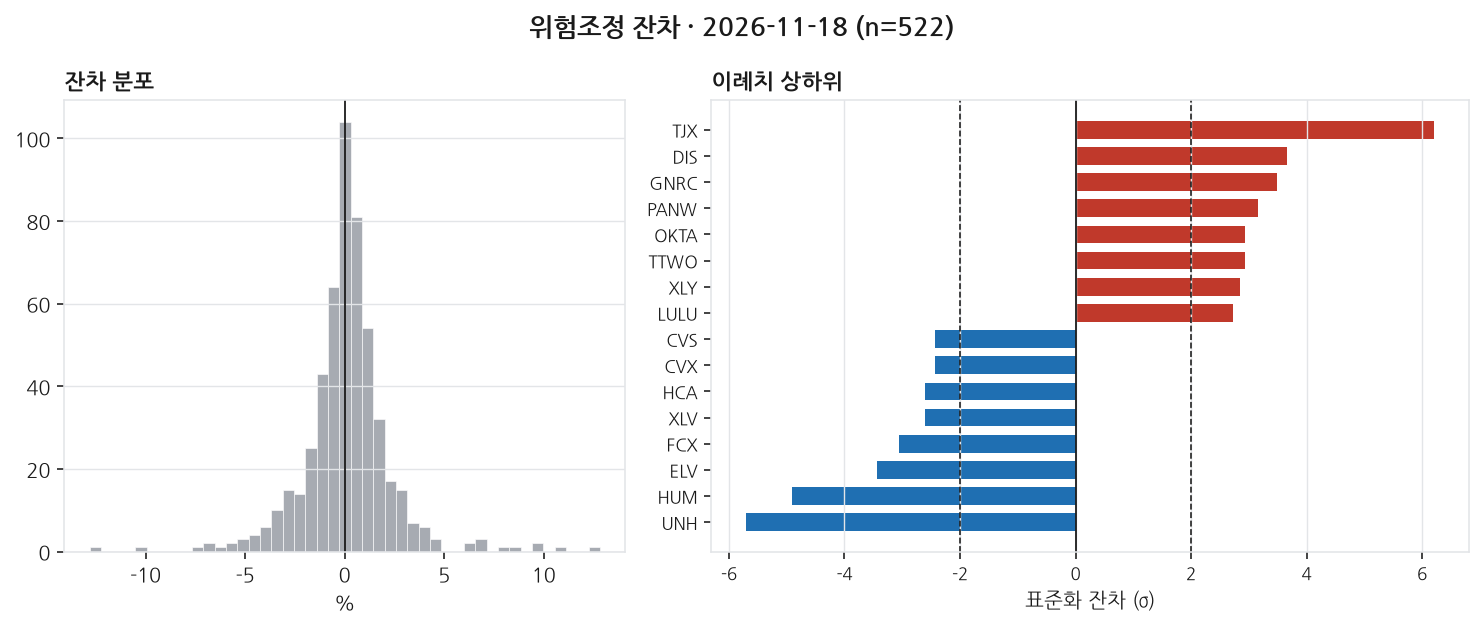 위험조정 잔차 · 2026-11-18 (n=522)
잔차 분포
100
80
60
40
20
0
-10
-5
0
5
10
%
이례치 상하위
TJX
DIS
GNRC
PANW
OKTA
TTWO
XLY
LULU
CVS
CVX
HCA
XLV
FCX
ELV
HUM
UNH
-6
-4
-2
0
2
4
6
표준화 잔차 (σ)